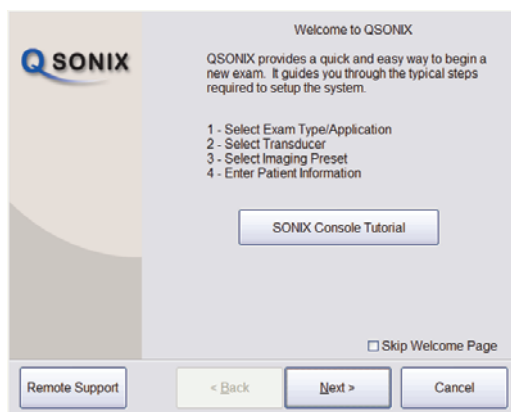 Welcome to QSONIX
Q SONIX
QSONIX provides a quick and easy way to begin a
new exam. It guides you through the typical steps
required to setup the system.
1 - Select Exam Type/Application
2 - Select Transducer
3 - Select Imaging Preset
4 - Enter Patient Information
SONIX Console Tutorial
Skip Welcome Page
Remote Support
< Back
Next >
Cancel